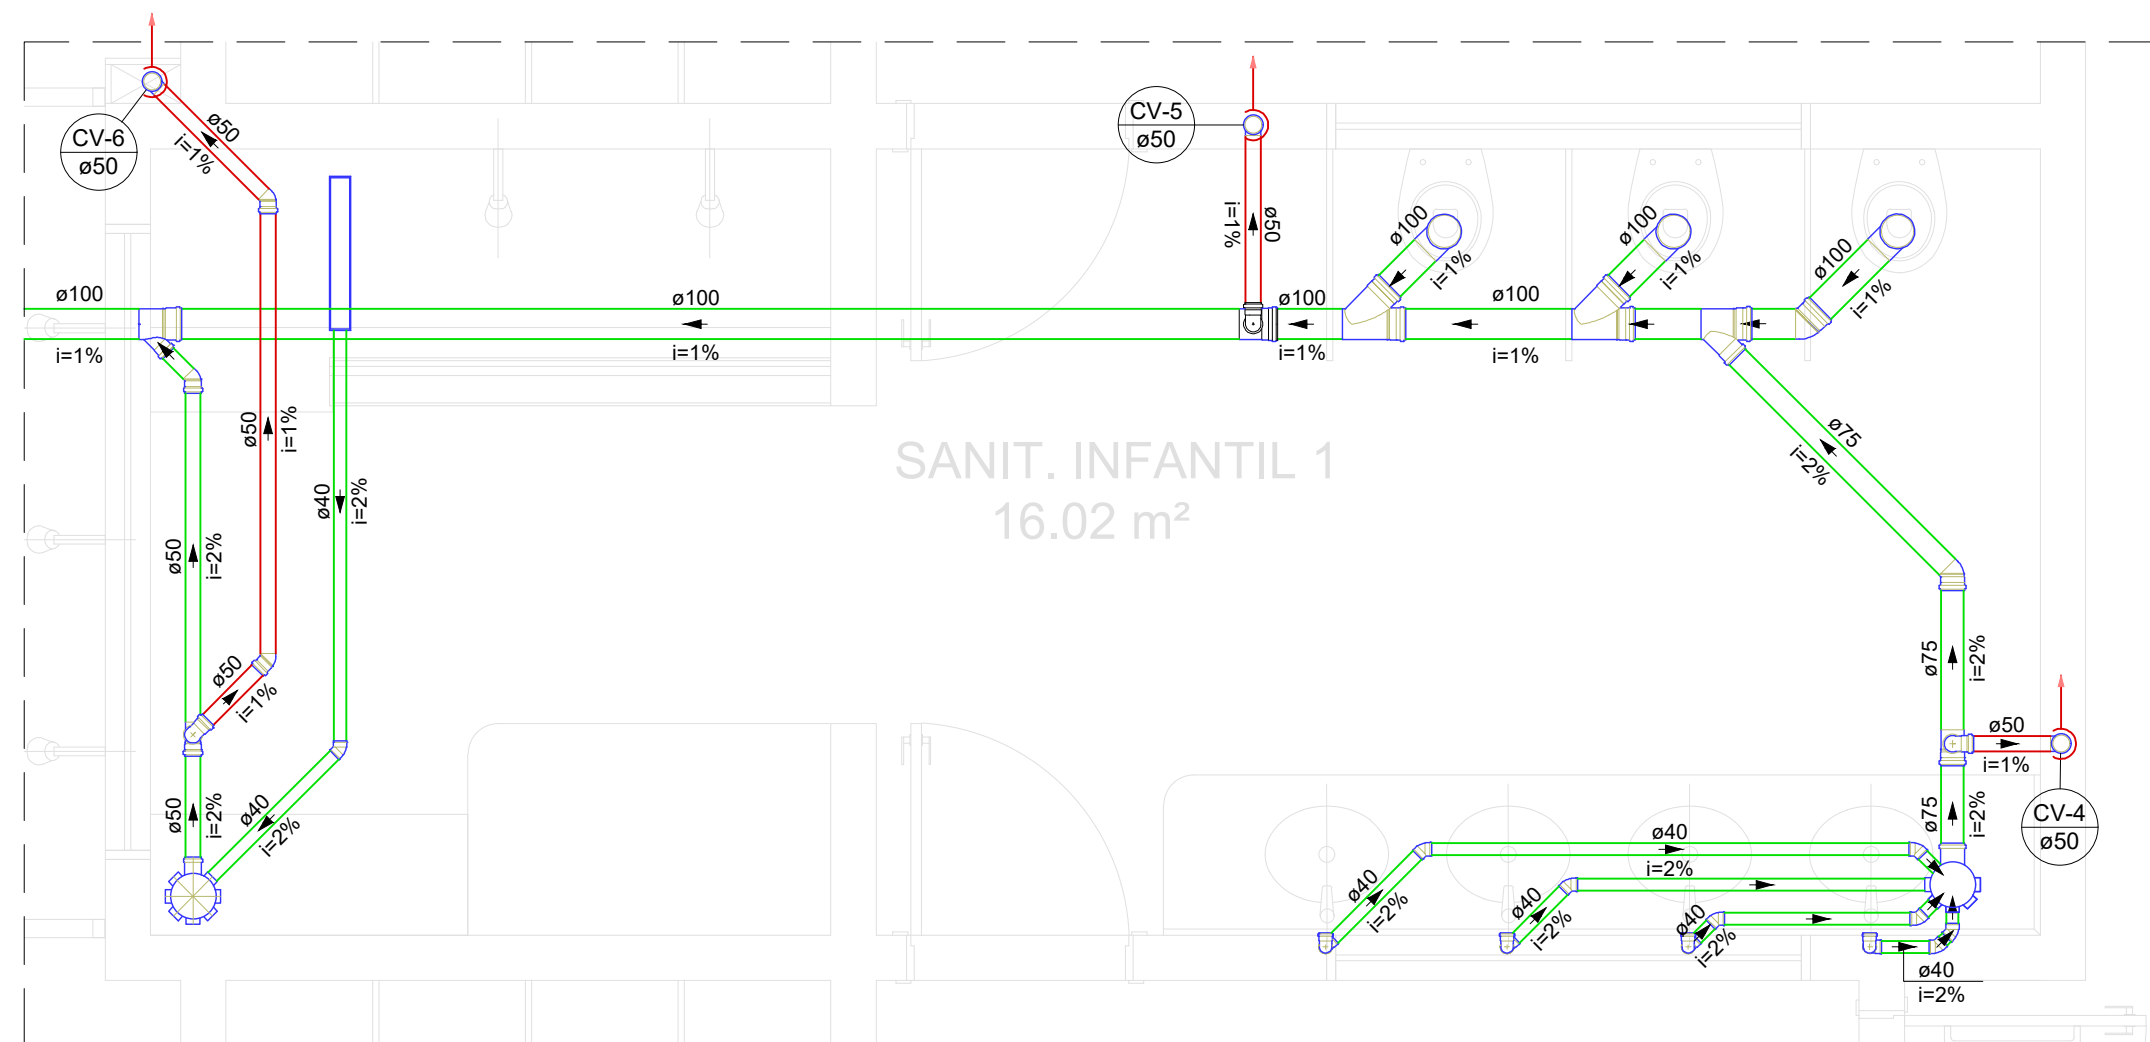 CV-6
ø50
ø50
i=1%
CV-5
ø50
i=1%
ø50
ø100
i=1%
ø100
i=1%
ø100
i=1%
ø100
i=1%
ø100
i=1%
ø100
i=1%
ø100
i=1%
ø50
i=1%
ø40
i=2%
SANIT. INFANTIL 1
16.02 m²
ø75
i=2%
ø50
i=2%
ø50
i=1%
ø75
i=2%
ø50
i=1%
CV-4
ø50
ø50
i=2%
ø40
i=2%
ø75
i=2%
ø40
i=2%
ø40
i=2%
ø40
i=2%
ø40
i=2%
ø40
i=2%